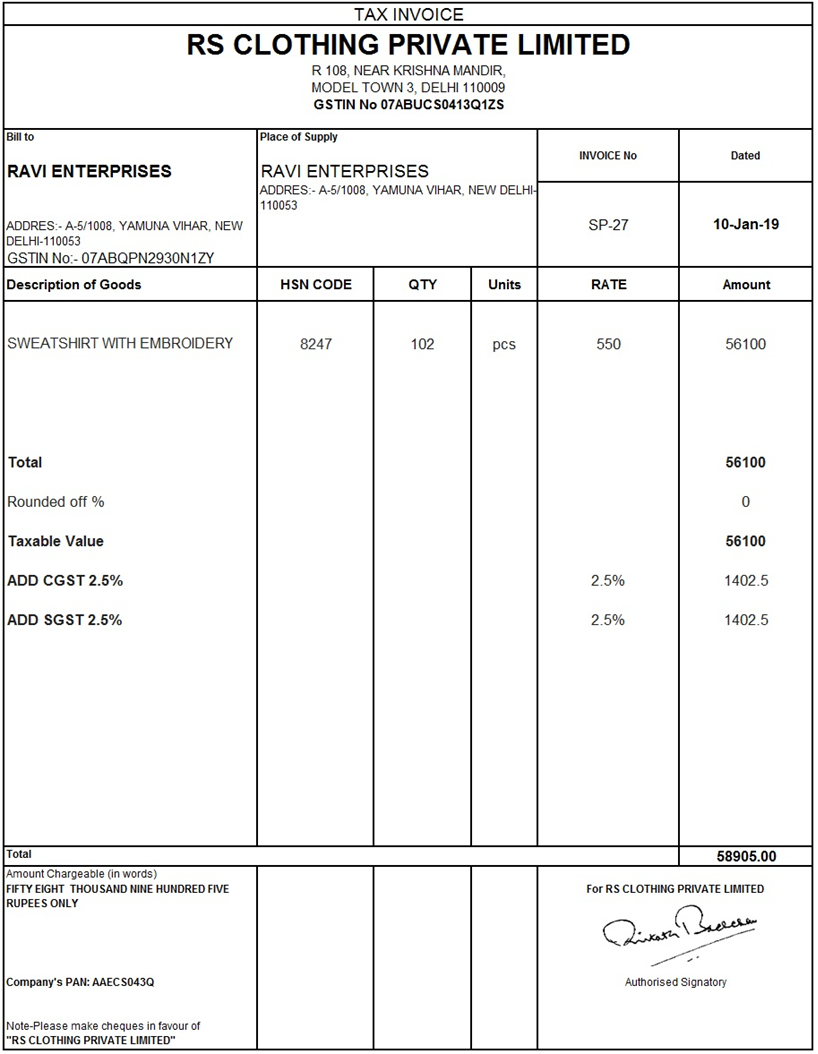 TAX INVOICE
RS CLOTHING PRIVATE LIMITED
R 108, NEAR KRISHNA MANDIR,
MODEL TOWN 3, DELHI 110009
GSTIN No 07ABUCS0413Q1ZS
Bill to
RAVI ENTERPRISES
ADDRES:- A-5/1008, YAMUNA VIHAR, NEW
DELHI-110053
GSTIN No:- 07ABQPN2930N1ZY
Place of Supply
RAVI ENTERPRISES
ADDRES:- A-5/1008, YAMUNA VIHAR, NEW DELHI-
110053
INVOICE No Dated
SP-27 10-Jan-19
Description of Goods HSN CODE QTY Units RATE Amount
SWEATSHIRT WITH EMBROIDERY 8247 102 pcs 550 56100
Total 56100
Rounded off % 0
Taxable Value 56100
ADD CGST 2.5% 2.5% 1402.5
ADD SGST 2.5% 2.5% 1402.5
Total 58905.00
Amount Chargeable (in words)
FIFTY EIGHT THOUSAND NINE HUNDRED FIVE
RUPEES ONLY
Company's PAN: AAECS043Q
Note-Please make cheques in favour of
"RS CLOTHING PRIVATE LIMITED"
For RS CLOTHING PRIVATE LIMITED
Authorised Signatory